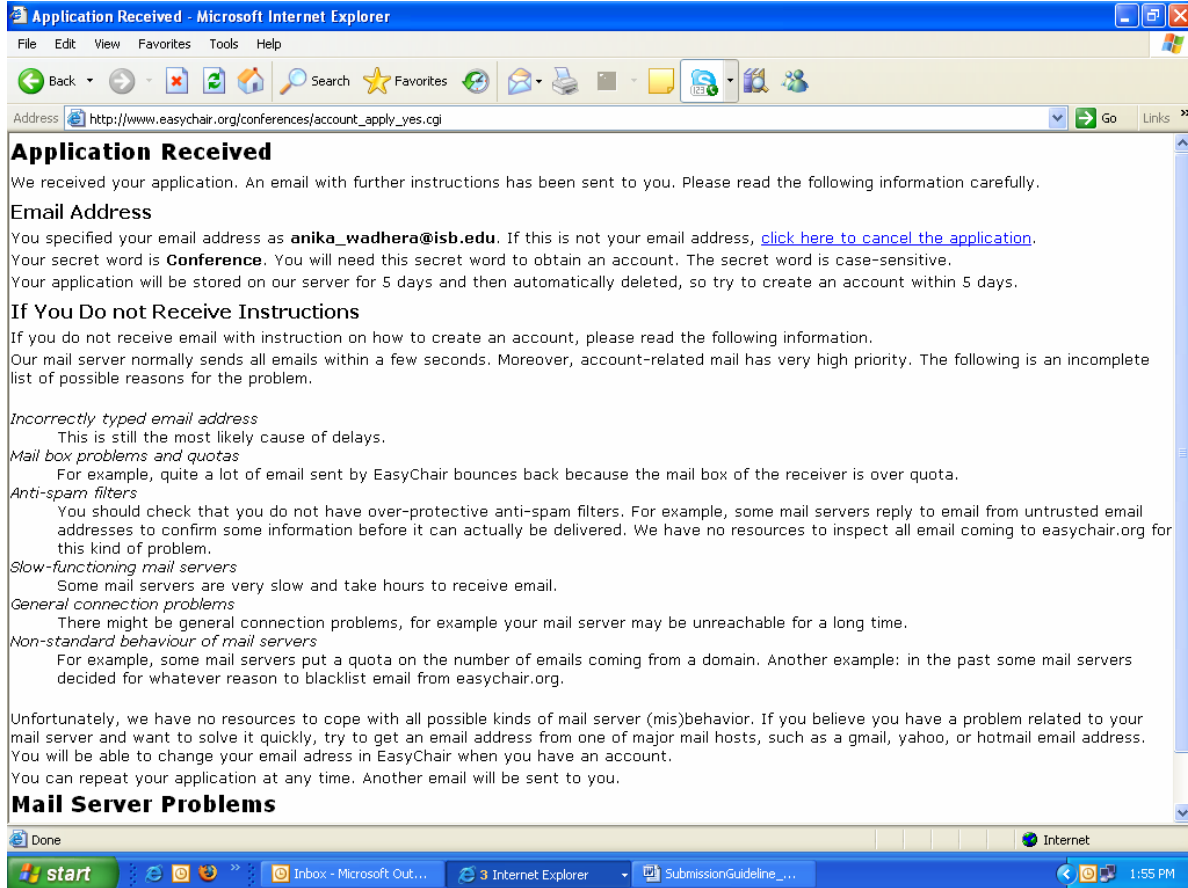 Application Received - Microsoft Internet Explorer
File Edit View Favorites Tools Help
Back Search Favorites
Address http://www.easychair.org/conferences/account_apply_yes.cgi Go Links »
Application Received
We received your application. An email with further instructions has been sent to you. Please read the following information carefully.
Email Address
You specified your email address as anika_wadhera@isb.edu. If this is not your email address, click here to cancel the application.
Your secret word is Conference. You will need this secret word to obtain an account. The secret word is case-sensitive.
Your application will be stored on our server for 5 days and then automatically deleted, so try to create an account within 5 days.
If You Do not Receive Instructions
If you do not receive email with instruction on how to create an account, please read the following information.
Our mail server normally sends all emails within a few seconds. Moreover, account-related mail has very high priority. The following is an incomplete
list of possible reasons for the problem.
Incorrectly typed email address
This is still the most likely cause of delays.
Mail box problems and quotas
For example, quite a lot of email sent by EasyChair bounces back because the mail box of the receiver is over quota.
Anti-spam filters
You should check that you do not have over-protective anti-spam filters. For example, some mail servers reply to email from untrusted email
addresses to confirm some information before it can actually be delivered. We have no resources to inspect all email coming to easychair.org for
this kind of problem.
Slow-functioning mail servers
Some mail servers are very slow and take hours to receive email.
General connection problems
There might be general connection problems, for example your mail server may be unreachable for a long time.
Non-standard behaviour of mail servers
For example, some mail servers put a quota on the number of emails coming from a domain. Another example: in the past some mail servers
decided for whatever reason to blacklist email from easychair.org.
Unfortunately, we have no resources to cope with all possible kinds of mail server (mis)behavior. If you believe you have a problem related to your
mail server and want to solve it quickly, try to get an email address from one of major mail hosts, such as a gmail, yahoo, or hotmail email address.
You will be able to change your email adress in EasyChair when you have an account.
You can repeat your application at any time. Another email will be sent to you.
Mail Server Problems
Done Internet
start » Inbox - Microsoft Out... 3 Internet Explorer SubmissionGuideline_... 1:55 PM